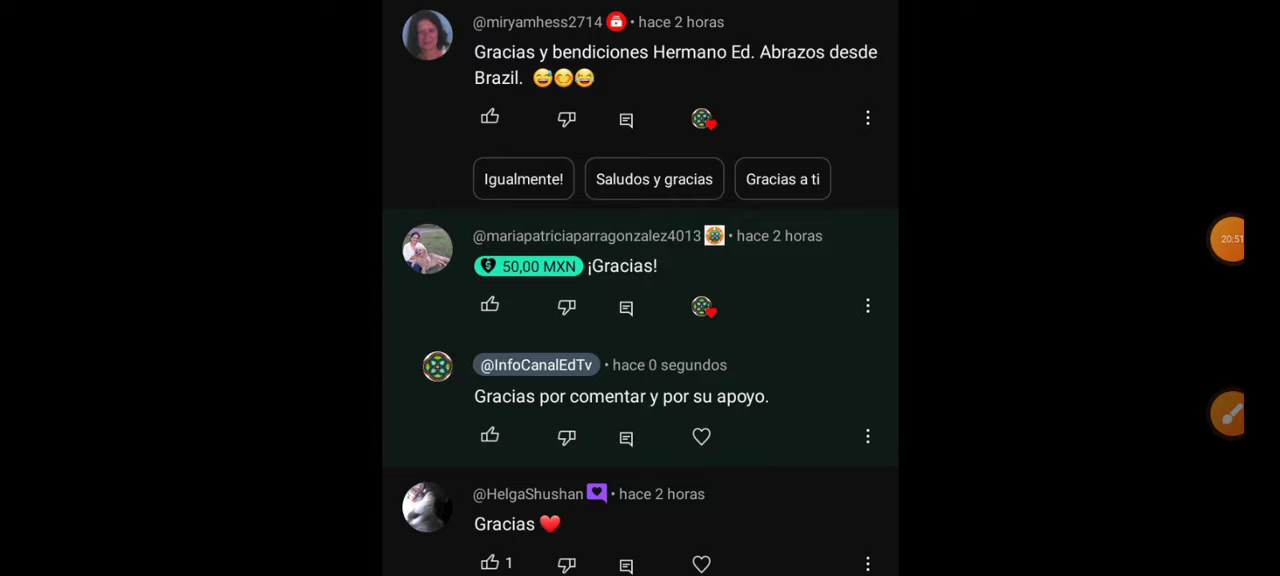 @miryamhess2714 • hace 2 horas
Gracias y bendiciones Hermano Ed. Abrazos desde
Brazil. 😅😊😂
Igualmente!
Saludos y gracias
Gracias a ti
@mariapatriciaparragonzalez4013 • hace 2 horas
50,00 MXN ¡Gracias!
@InfoCanalEdTv • hace 0 segundos
Gracias por comentar y por su apoyo.
@HelgaShushan • hace 2 horas
Gracias ❤️
1
20:51